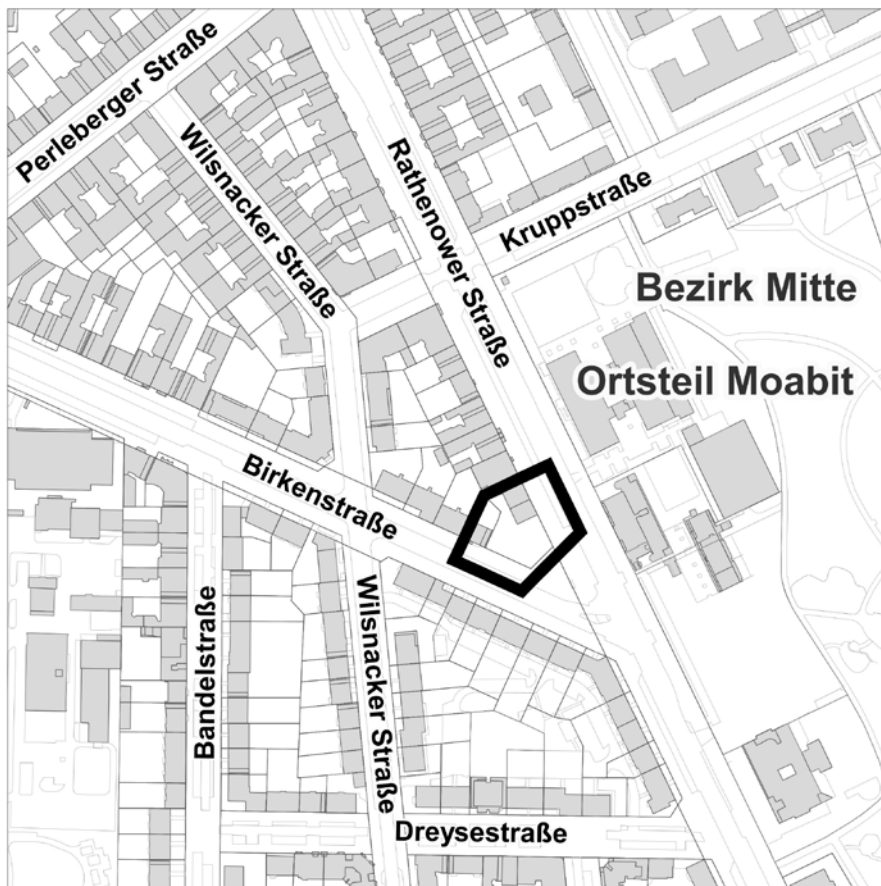 Perleberger Straße
Wilsnacker Straße
Rathenower Straße
Kruppstraße
Bezirk Mitte
Ortsteil Moabit
Birkenstraße
Bandelstraße
Wilsnacker Straße
Dreysestraße